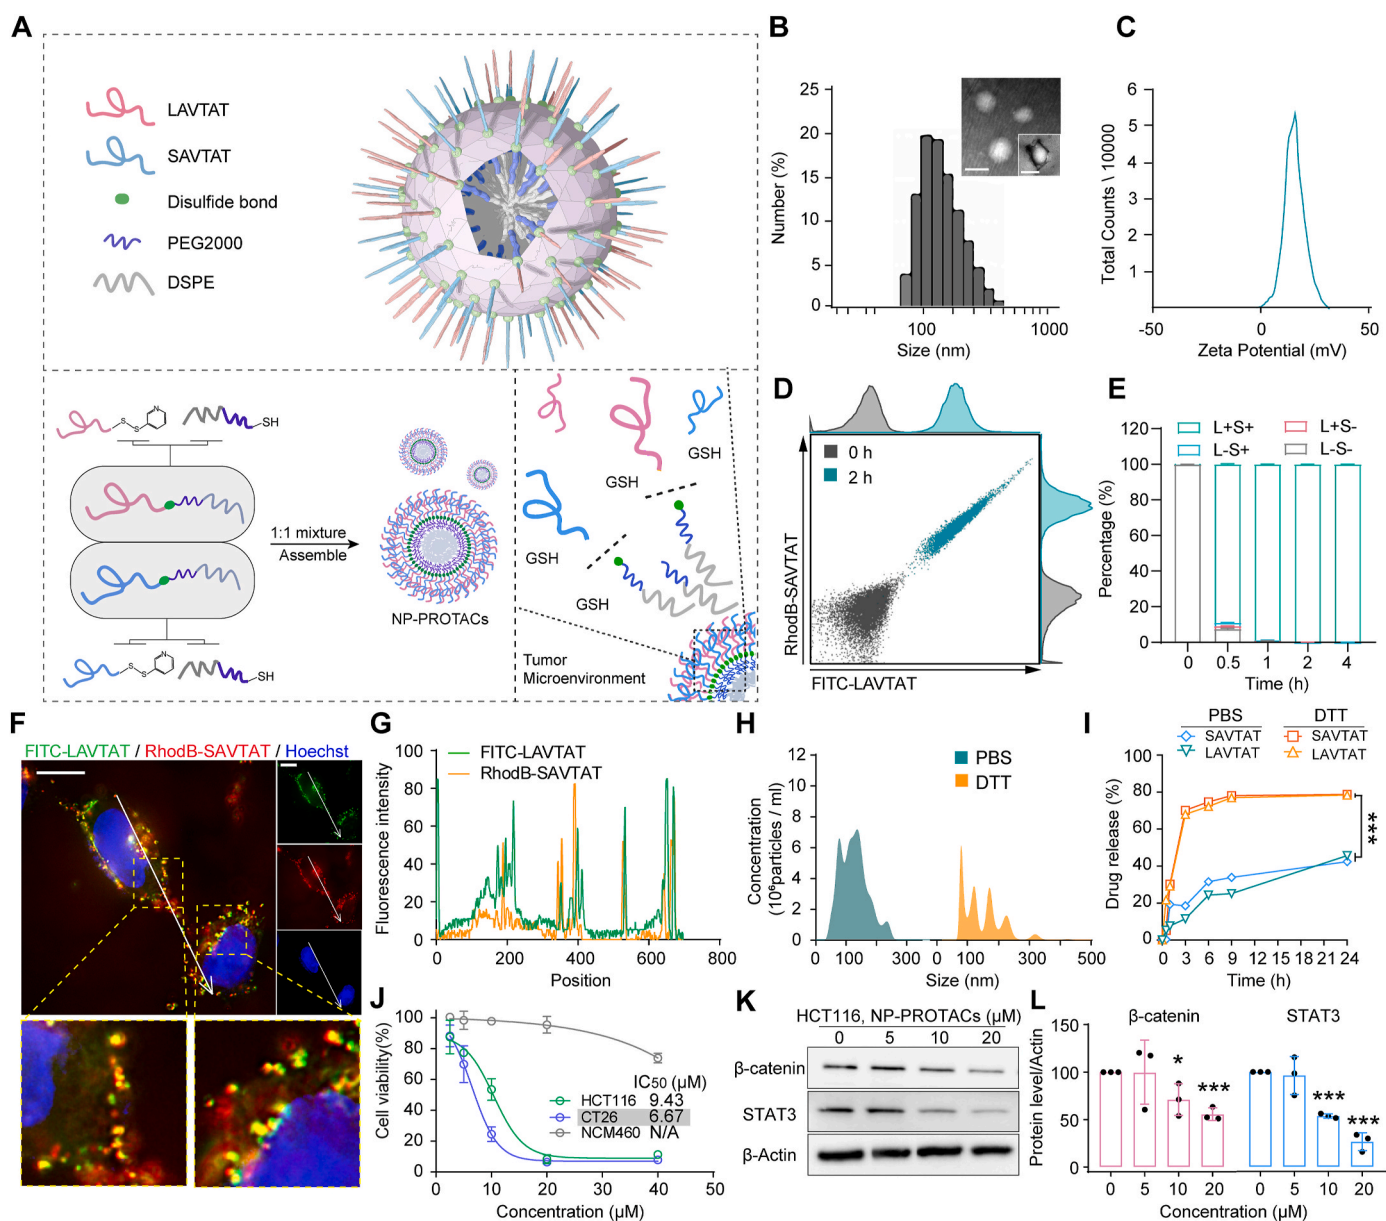 A
LAVTAT
SAVTAT
Disulfide bond
PEG2000
DSPE
S
S
N
SH
1:1 mixture
Assemble
NP-PROTACs
S
S
N
SH
GSH
GSH
GSH
GSH
Tumor
Microenvironment
B
Number (%)
25
20
15
10
5
0
100
1000
Size (nm)
C
Total Counts \ 10000
6
5
4
3
2
1
-50
0
50
Zeta Potential (mV)
D
0 h
2 h
RhodB-SAVTAT
FITC-LAVTAT
E
L+S+
L+S-
L-S+
L-S-
Percentage (%)
120
100
80
60
40
20
0
0 0.5 1 2 4
Time (h)
F
FITC-LAVTAT / RhodB-SAVTAT / Hoechst
G
FITC-LAVTAT
RhodB-SAVTAT
Fluorescence intensity
100
80
60
40
20
0
0 200 400 600 800
Position
H
PBS
DTT
Concentration
(10⁶particles / ml)
12
10
8
6
4
2
0
0 100 300
0 100 300 500
Size (nm)
I
PBS
DTT
SAVTAT
SAVTAT
LAVTAT
LAVTAT
Drug release (%)
100
80
60
40
20
0
0 3 6 9 12 15 18 21 24
Time (h)
***
J
Cell viability(%)
100
80
60
40
20
0
IC50 (μM)
HCT116 9.43
CT26 6.67
NCM460 N/A
0 10 20 30 40 50
Concentration (μM)
K
HCT116, NP-PROTACs (μM)
0 5 10 20
β-catenin
STAT3
β-Actin
L
β-catenin
STAT3
Protein level/Actin
150
100
50
0
*
***
***
***
0 5 10 20
0 5 10 20
Concentration (μM)